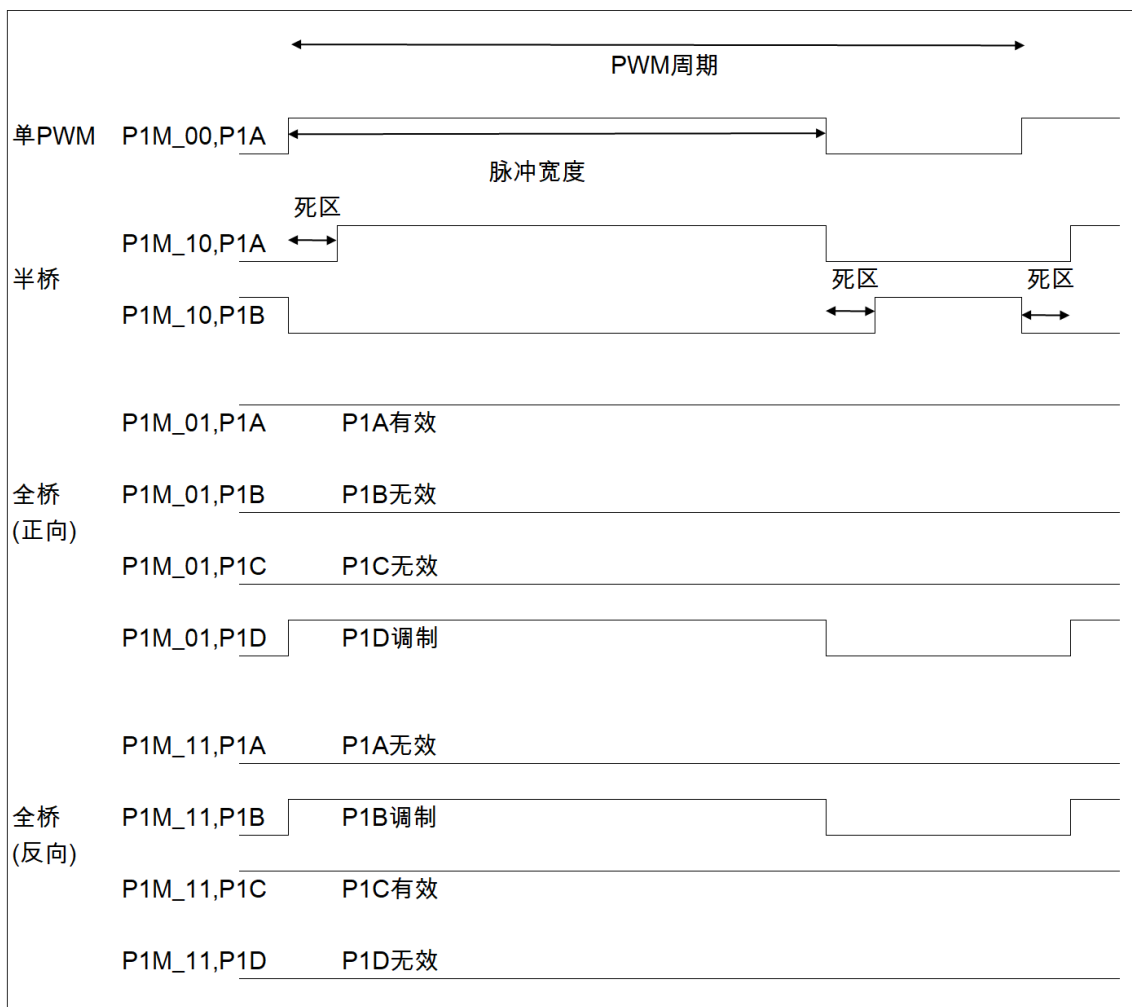 PWM周期
单PWM P1M_00,P1A
脉冲宽度
死区
P1M_10,P1A
半桥
死区 死区
P1M_10,P1B
P1M_01,P1A P1A有效
全桥 P1M_01,P1B P1B无效
(正向)
P1M_01,P1C P1C无效
P1M_01,P1D P1D调制
P1M_11,P1A P1A无效
全桥 P1M_11,P1B P1B调制
(反向)
P1M_11,P1C P1C有效
P1M_11,P1D P1D无效